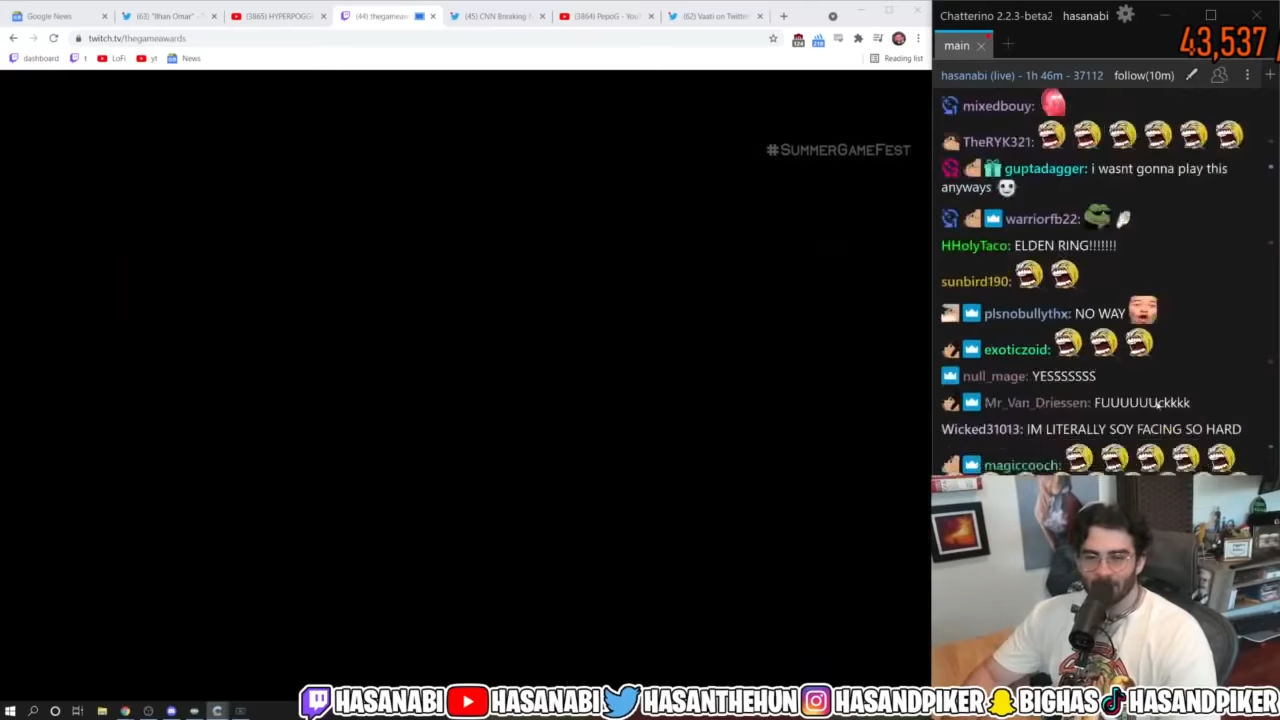 Google News
(63) "Ilhan Omar" - T
(3865) HYPERPOGGI
(44) thegameaw
(45) CNN Breaking
(3864) PepoG - You
(62) Vaati on Twitter
twitch.tv/thegameawards
124
218
dashboard
t
LoFi
yt
News
Reading list
#SUMMERGAMEFEST
Chatterino 2.2.3-beta2
hasanabi
43,537
main
hasanabi (live) - 1h 46m - 37112 follow(10m)
mixedbouy:
TheRYK321:
guptadagger: i wasnt gonna play this
anyways
warriorfb22:
HHolyTaco: ELDEN RING!!!!!!!
sunbird190:
plsnobullythx: NO WAY
exoticzoid:
null_mage: YESSSSSSS
Mr_Van_Driessen: FUUUUUUckkkk
Wicked31013: IM LITERALLY SOY FACING SO HARD
magiccooch:
HASANABI HASANABI HASANTHEHUN HASANDPIKER BIGHAS HASANDPIKER